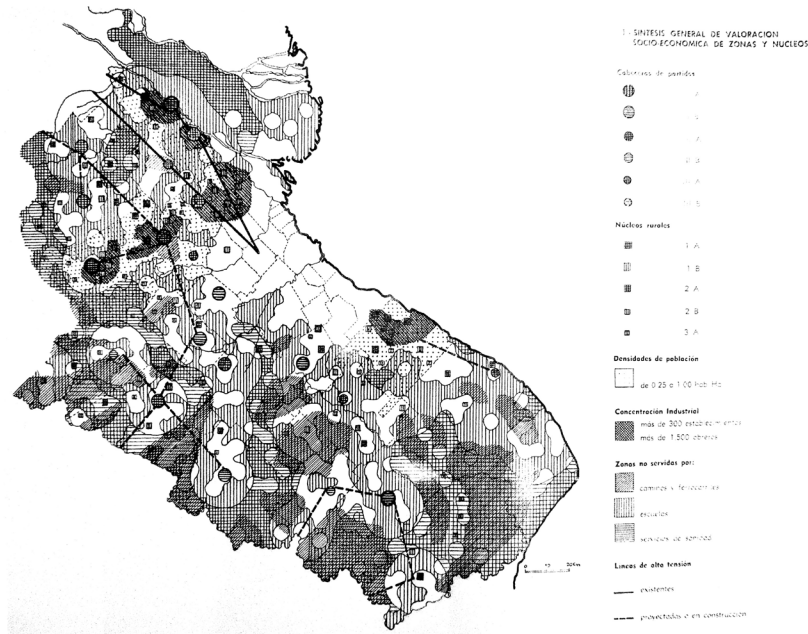 1 - SINTESIS GENERAL DE VALORACION
SOCIO-ECONOMICA DE ZONAS Y NUCLEOS
Cabeceras de partidos
Núcleos rurales
1 A
1 B
2 A
2 B
3 A
Densidades de población
de 0.25 a 1.00 hab. Ha
Concentración Industrial
más de 300 establecimientos
más de 1.500 obreros
Zonas no servidas por:
caminos y ferrocarriles
escuelas
servicios de sanidad
Líneas de alta tensión
existentes
proyectadas o en construcción